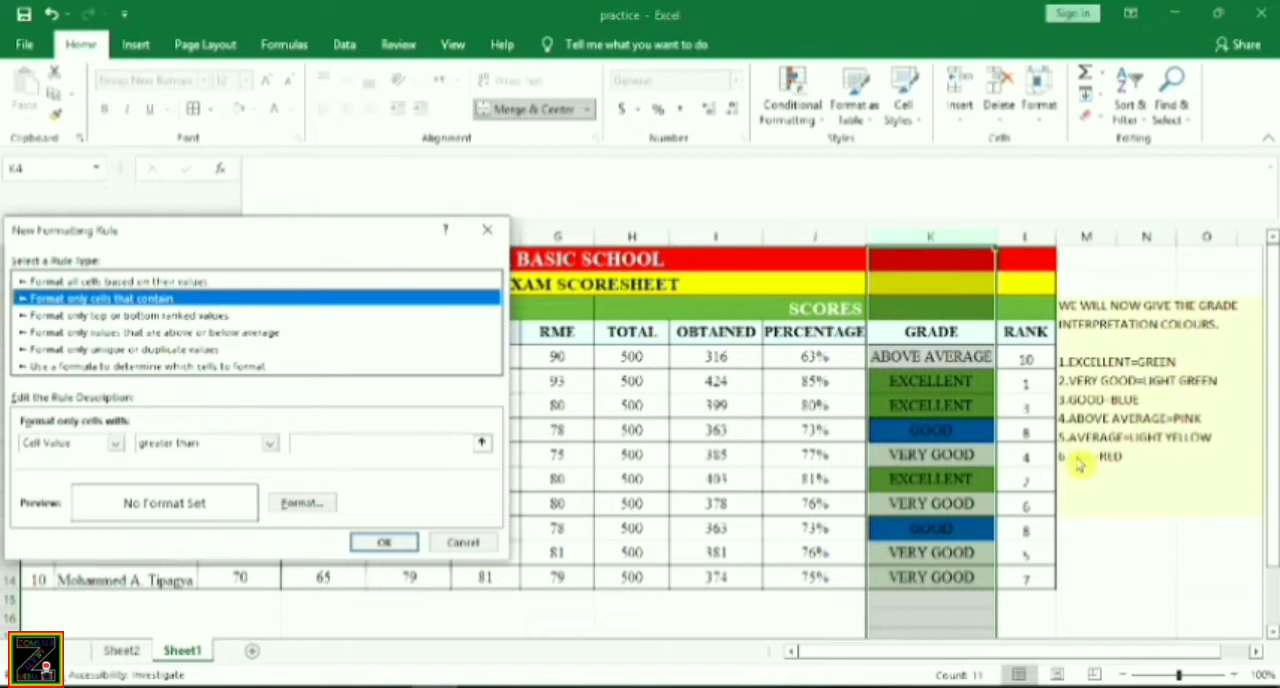 practice - Excel
Sign in
File Home Insert Page Layout Formulas Data Review View Help Tell me what you want to do Share
Paste
Times New Roman 12
B I U
Wrap Text
Merge & Center
General
$ %
Conditional Formatting
Format as Table
Cell Styles
Insert Delete Format
Sort & Filter
Find & Select
Clipboard Font Alignment Number Styles Cells Editing
K4 fx
New Formatting Rule ?
Select a Rule Type:
► Format all cells based on their values
► Format only cells that contain
► Format only top or bottom ranked values
► Format only values that are above or below average
► Format only unique or duplicate values
► Use a formula to determine which cells to format
Edit the Rule Description:
Format only cells with:
Cell Value greater than
Preview: No Format Set Format...
OK Cancel
G H I J K L M N O
BASIC SCHOOL
EXAM SCORESHEET
SCORES
RME TOTAL OBTAINED PERCENTAGE GRADE RANK
90 500 316 63% ABOVE AVERAGE 10
93 500 424 85% EXCELLENT 1
80 500 399 80% EXCELLENT 3
78 500 363 73% GOOD 8
75 500 385 77% VERY GOOD 4
80 500 403 81% EXCELLENT 2
80 500 378 76% VERY GOOD 6
78 500 363 73% GOOD 8
81 500 381 76% VERY GOOD 5
14 10 Mohammed A. Tipagya 70 65 79 81 79 500 374 75% VERY GOOD 7
15
16
WE WILL NOW GIVE THE GRADE
INTERPRETATION COLOURS.
1.EXCELLENT=GREEN
2.VERY GOOD=LIGHT GREEN
3.GOOD=BLUE
4.ABOVE AVERAGE=PINK
5.AVERAGE=LIGHT YELLOW
6 =RED
Sheet2 Sheet1
Accessibility: Investigate
Count: 11
100%